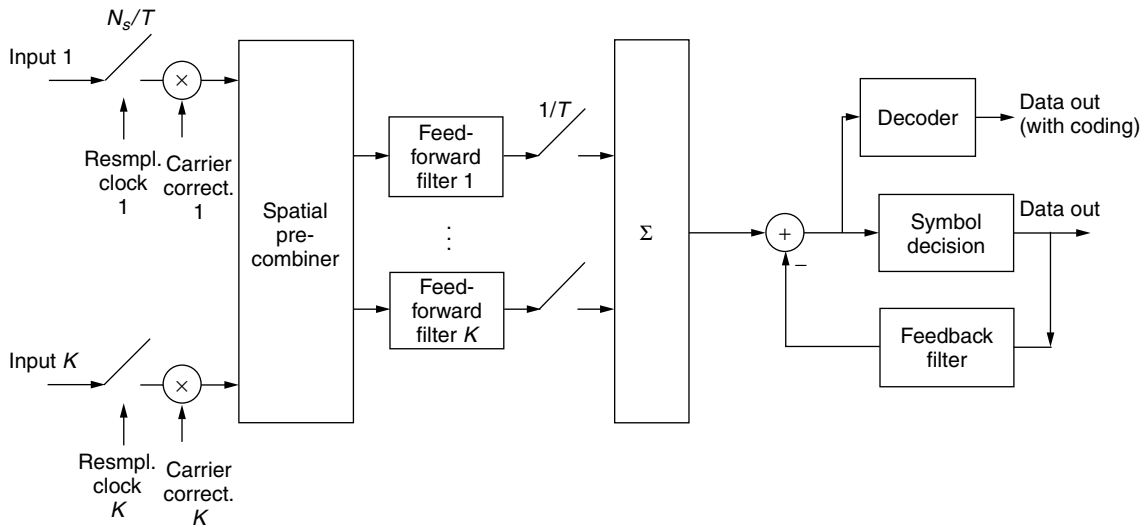 N_s/T
Input 1
×
Resmpl.
clock
1
Carrier
correct.
1
Input K
×
Resmpl.
clock
K
Carrier
correct.
K
Spatial
pre-
combiner
Feed-
forward
filter 1
1/T
⋮
Feed-
forward
filter K
Σ
+
−
Decoder
Data out
(with coding)
Symbol
decision
Data out
Feedback
filter